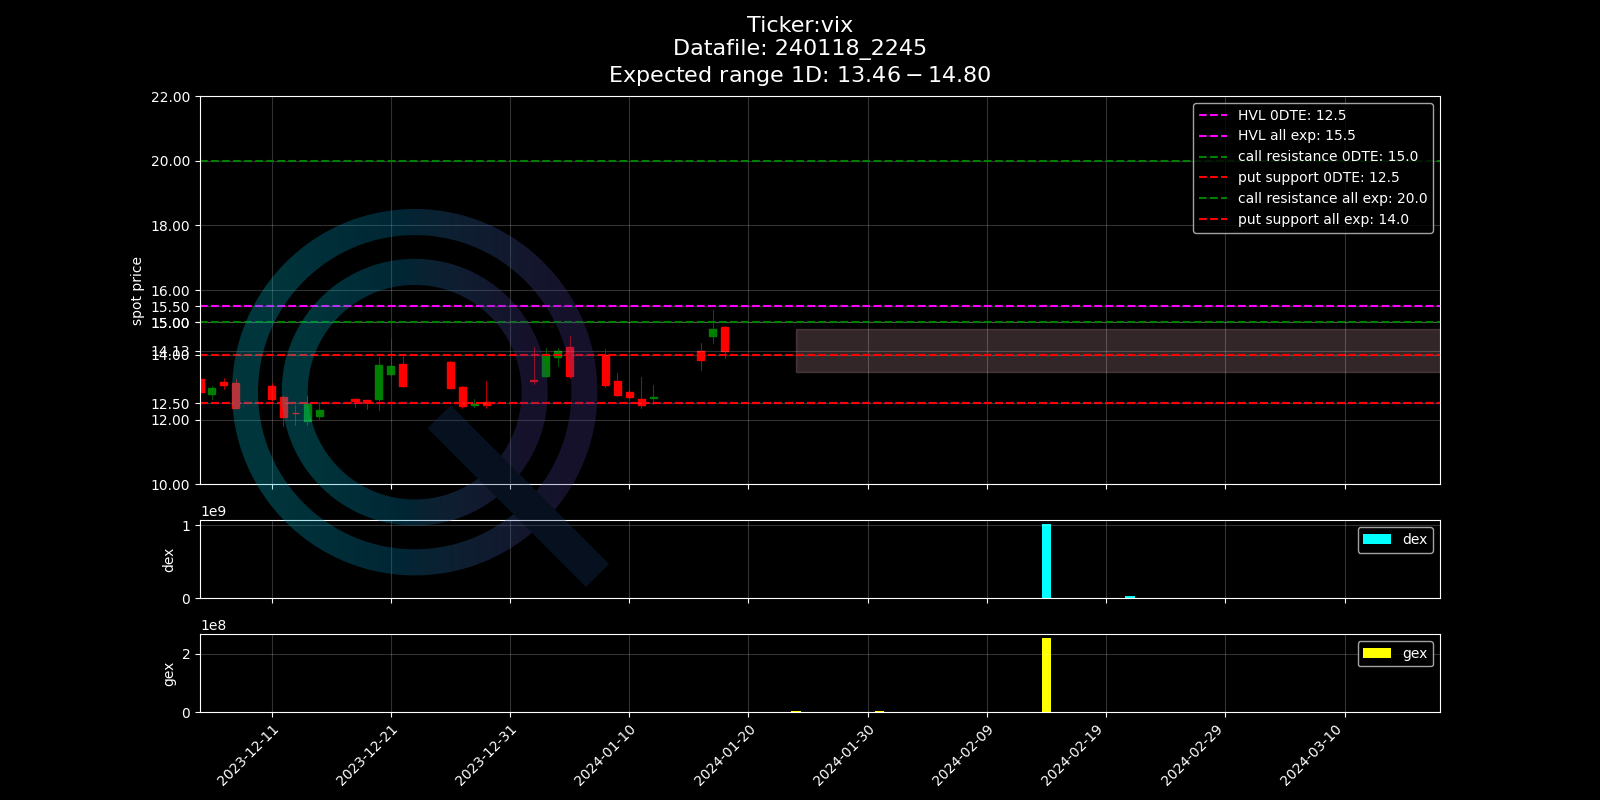 Ticker:vix
Datafile: 240118_2245
Expected range 1D: 13.46 − 14.80
22.00
20.00
18.00
16.00
15.50
15.00
14.13
14.00
12.50
12.00
10.00
spot price
HVL 0DTE: 12.5
HVL all exp: 15.5
call resistance 0DTE: 15.0
put support 0DTE: 12.5
call resistance all exp: 20.0
put support all exp: 14.0
1e9
1
0
dex
dex
1e8
2
0
gex
gex
2023-12-11
2023-12-21
2023-12-31
2024-01-10
2024-01-20
2024-01-30
2024-02-09
2024-02-19
2024-02-29
2024-03-10